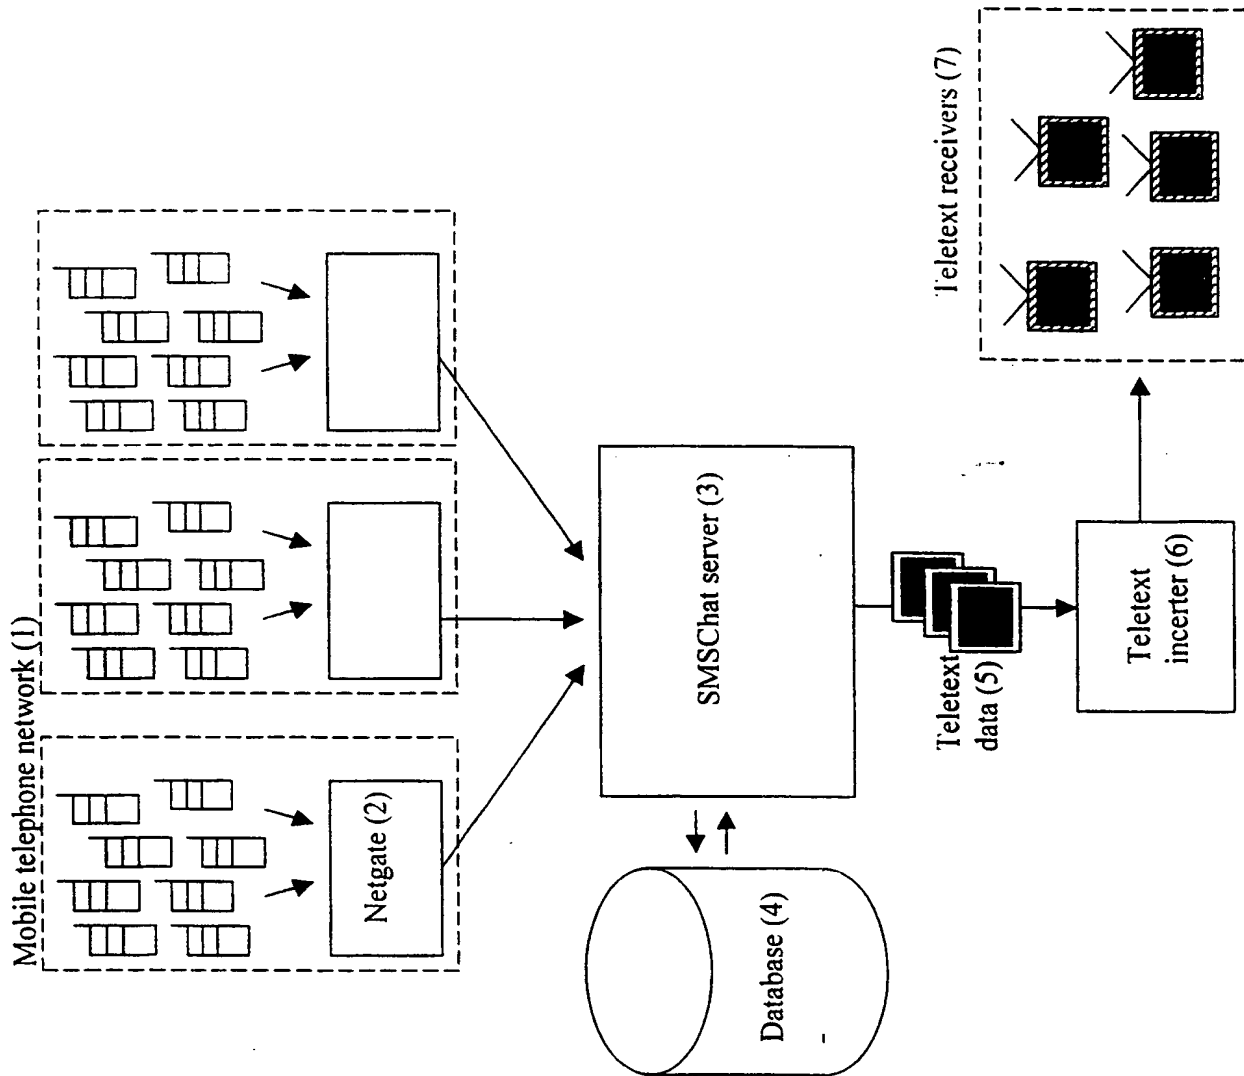 Mobile telephone network (1)
Netgate (2)
SMSChat server (3)
Database (4)
Teletext
data (5)
Teletext
incerter (6)
Teletext receivers (7)